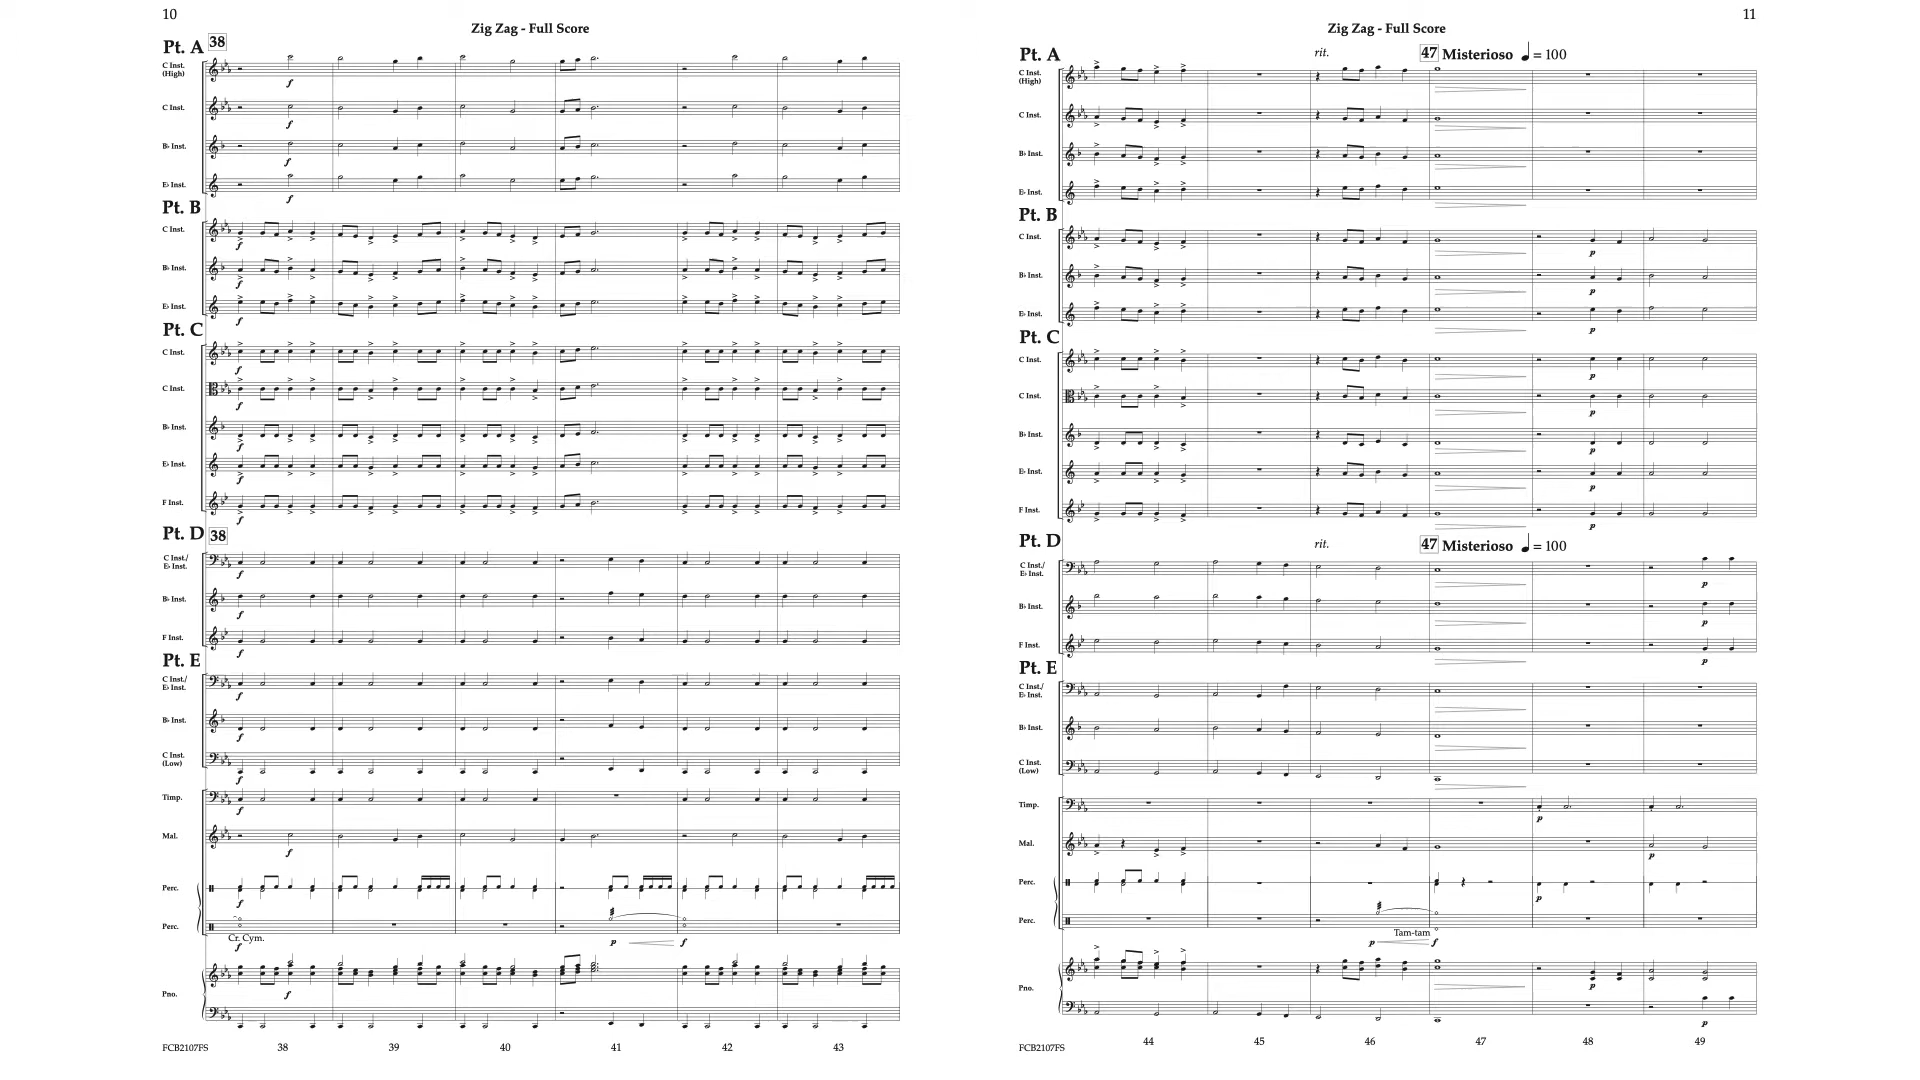 10
Zig Zag - Full Score
Pt. A 38
C Inst.
(High)
f
C Inst.
f
B♭ Inst.
f
E♭ Inst.
f
Pt. B
C Inst.
f
B♭ Inst.
f
E♭ Inst.
f
Pt. C
C Inst.
f
C Inst.
f
B♭ Inst.
f
E♭ Inst.
f
F Inst.
f
Pt. D 38
C Inst./
E♭ Inst.
f
B♭ Inst.
f
F Inst.
f
Pt. E
C Inst./
E♭ Inst.
f
B♭ Inst.
f
C Inst.
(Low)
f
Timp.
f
Mal.
f
Perc.
f
Perc.
Cr. Cym.
f p f
Pno.
f
FCB2107FS 38 39 40 41 42 43
11
Zig Zag - Full Score
Pt. A rit. 47 Misterioso ♩ = 100
C Inst.
(High)
C Inst.
B♭ Inst.
E♭ Inst.
Pt. B
C Inst.
p
B♭ Inst.
p
E♭ Inst.
p
Pt. C
C Inst.
p
C Inst.
p
B♭ Inst.
p
E♭ Inst.
p
F Inst.
p
Pt. D rit. 47 Misterioso ♩ = 100
C Inst./
E♭ Inst.
p
B♭ Inst.
p
F Inst.
p
Pt. E
C Inst./
E♭ Inst.
B♭ Inst.
C Inst.
(Low)
Timp.
p
Mal.
p
Perc.
p
Perc.
Tam-tam
p f
Pno.
p
p
FCB2107FS 44 45 46 47 48 49